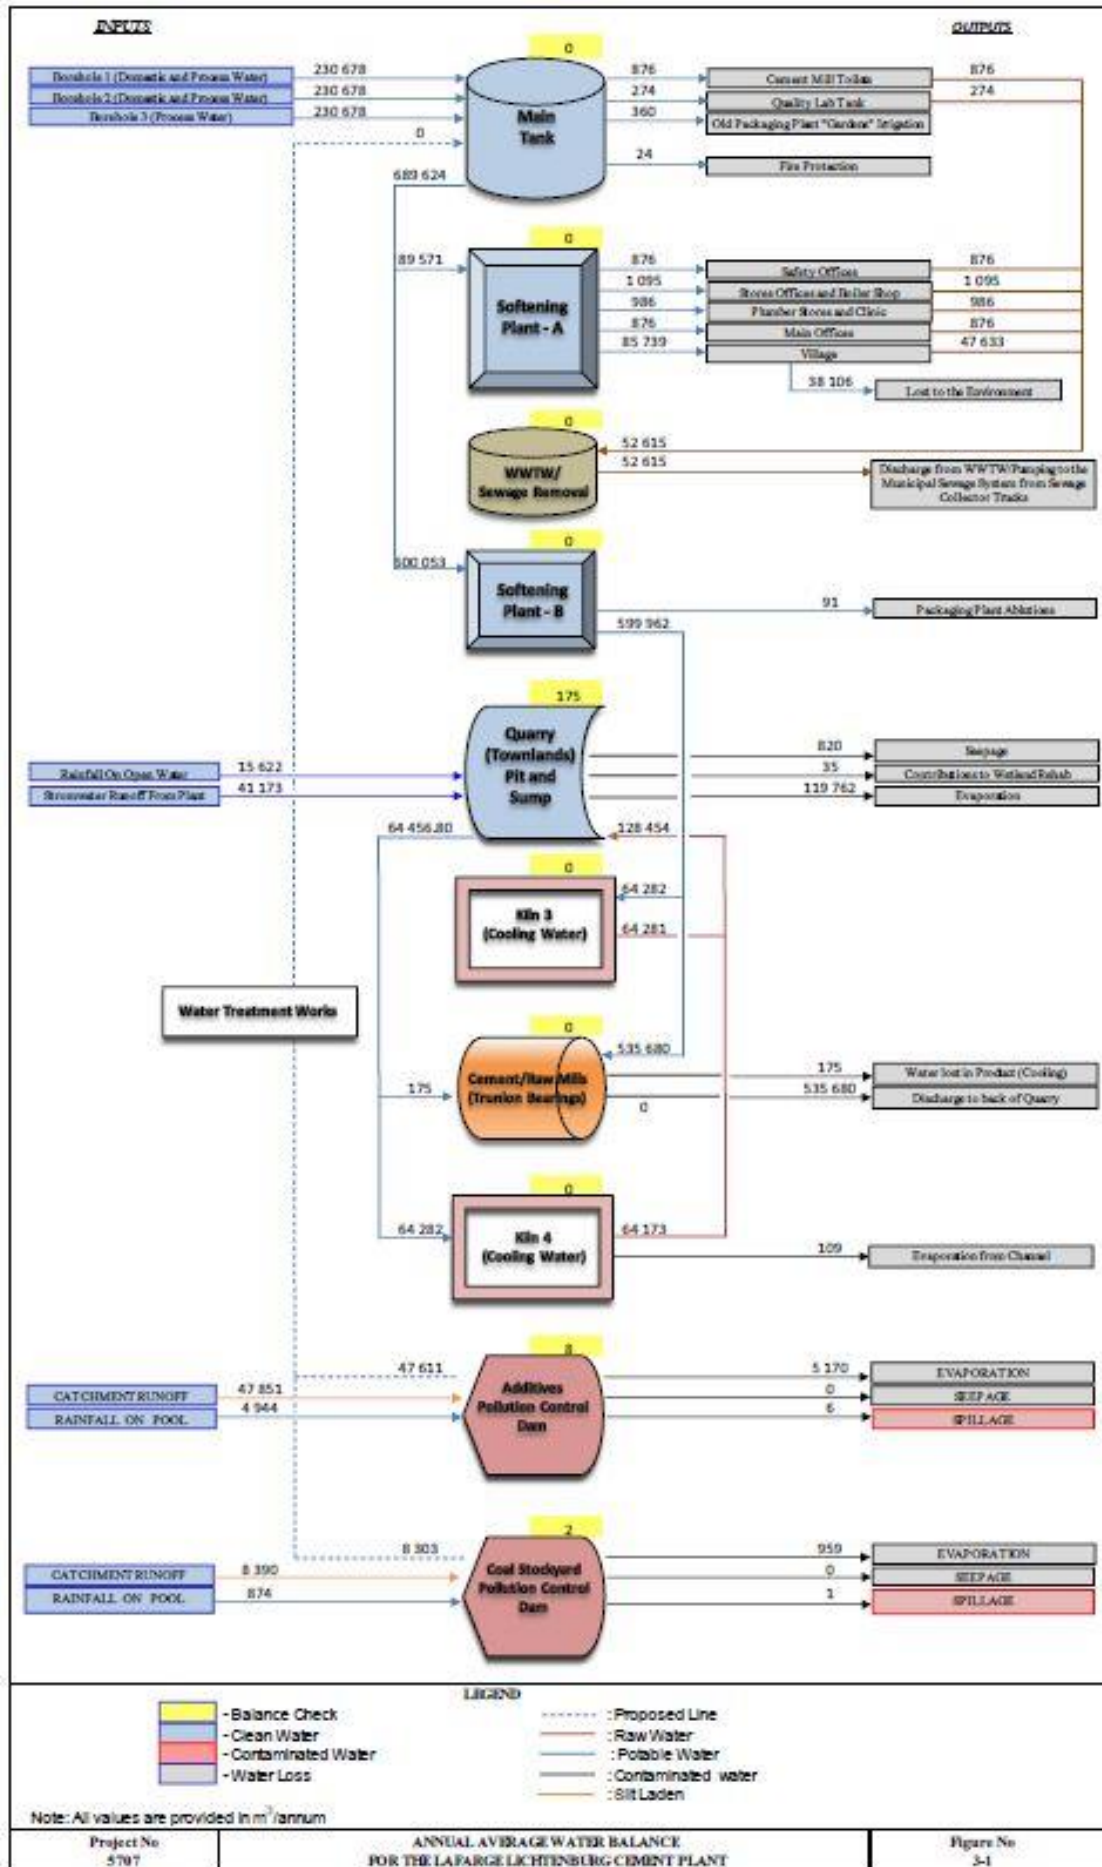 INPUTS
OUTPUTS
0
Borehole 1 (Domestic and Process Water)
230 678
876
Cement Mill Toilets
876
Borehole 2 (Domestic and Process Water)
230 678
274
Quality Lab Tank
274
Borehole 3 (Process Water)
230 678
360
Old Packaging Plant "Gardens" Irrigation
0
Main
Tank
24
Fire Protection
689 624
0
89 571
Softening
Plant - A
876
Safety Offices
876
1 095
Stores Offices and Boiler Shop
1 095
986
Plumber Stores and Clinic
986
876
Main Offices
876
85 739
Village
47 633
38 106
Lost to the Environment
0
52 615
52 615
WWTW/
Sewage Removal
Discharge from WWTW/Pumping to the
Municipal Sewage System from Sewage
Collector Trucks
0
600 053
Softening
Plant - B
91
Packaging Plant Ablutions
599 962
175
Quarry
(Townlands)
Pit and
Sump
820
Seepage
Rainfall On Open Water
15 622
35
Contributions to Wetland Rehab
Stromwater Runoff From Plant
41 173
119 762
Evaporation
64 456.80
128 454
0
64 282
Kiln 3
(Cooling Water)
64 281
Water Treatment Works
0
535 680
175
Cement/Raw Mills
(Trunion Bearings)
175
Water lost in Product (Cooling)
535 680
Discharge to back of Quarry
0
0
64 282
Kiln 4
(Cooling Water)
64 173
109
Evaporation from Channel
8
47 611
5 170
EVAPORATION
CATCHMENT RUNOFF
47 851
Additives
Pollution Control
Dam
0
SEEPAGE
RAINFALL ON POOL
4 944
6
SPILLAGE
2
8 303
959
EVAPORATION
CATCHMENT RUNOFF
8 390
Coal Stockyard
Pollution Control
Dam
0
SEEPAGE
RAINFALL ON POOL
874
1
SPILLAGE
LEGEND
- Balance Check
- Clean Water
- Contaminated Water
- Water Loss
: Proposed Line
: Raw Water
: Potable Water
: Contaminated water
: Silt Laden
Note: All values are provided in m³/annum
Project No
5707
ANNUAL AVERAGE WATER BALANCE
FOR THE LAFARGE LICHTENBURG CEMENT PLANT
Figure No
3-1